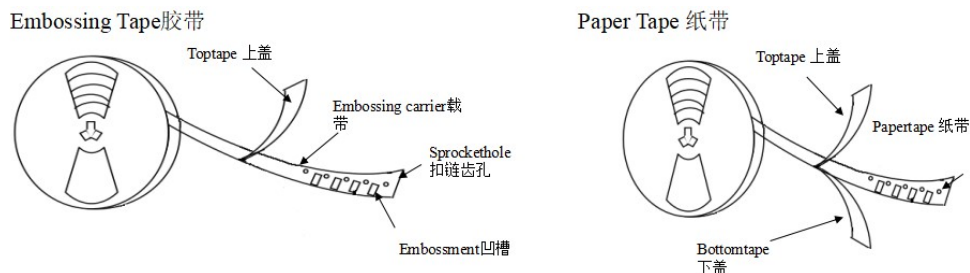 Embossing Tape胶带
Toptape 上盖
Embossing carrier载
带
Sprockethole
扣链齿孔
Embossment凹槽
Paper Tape 纸带
Toptape 上盖
Papertape 纸带
Bottomtape
下盖